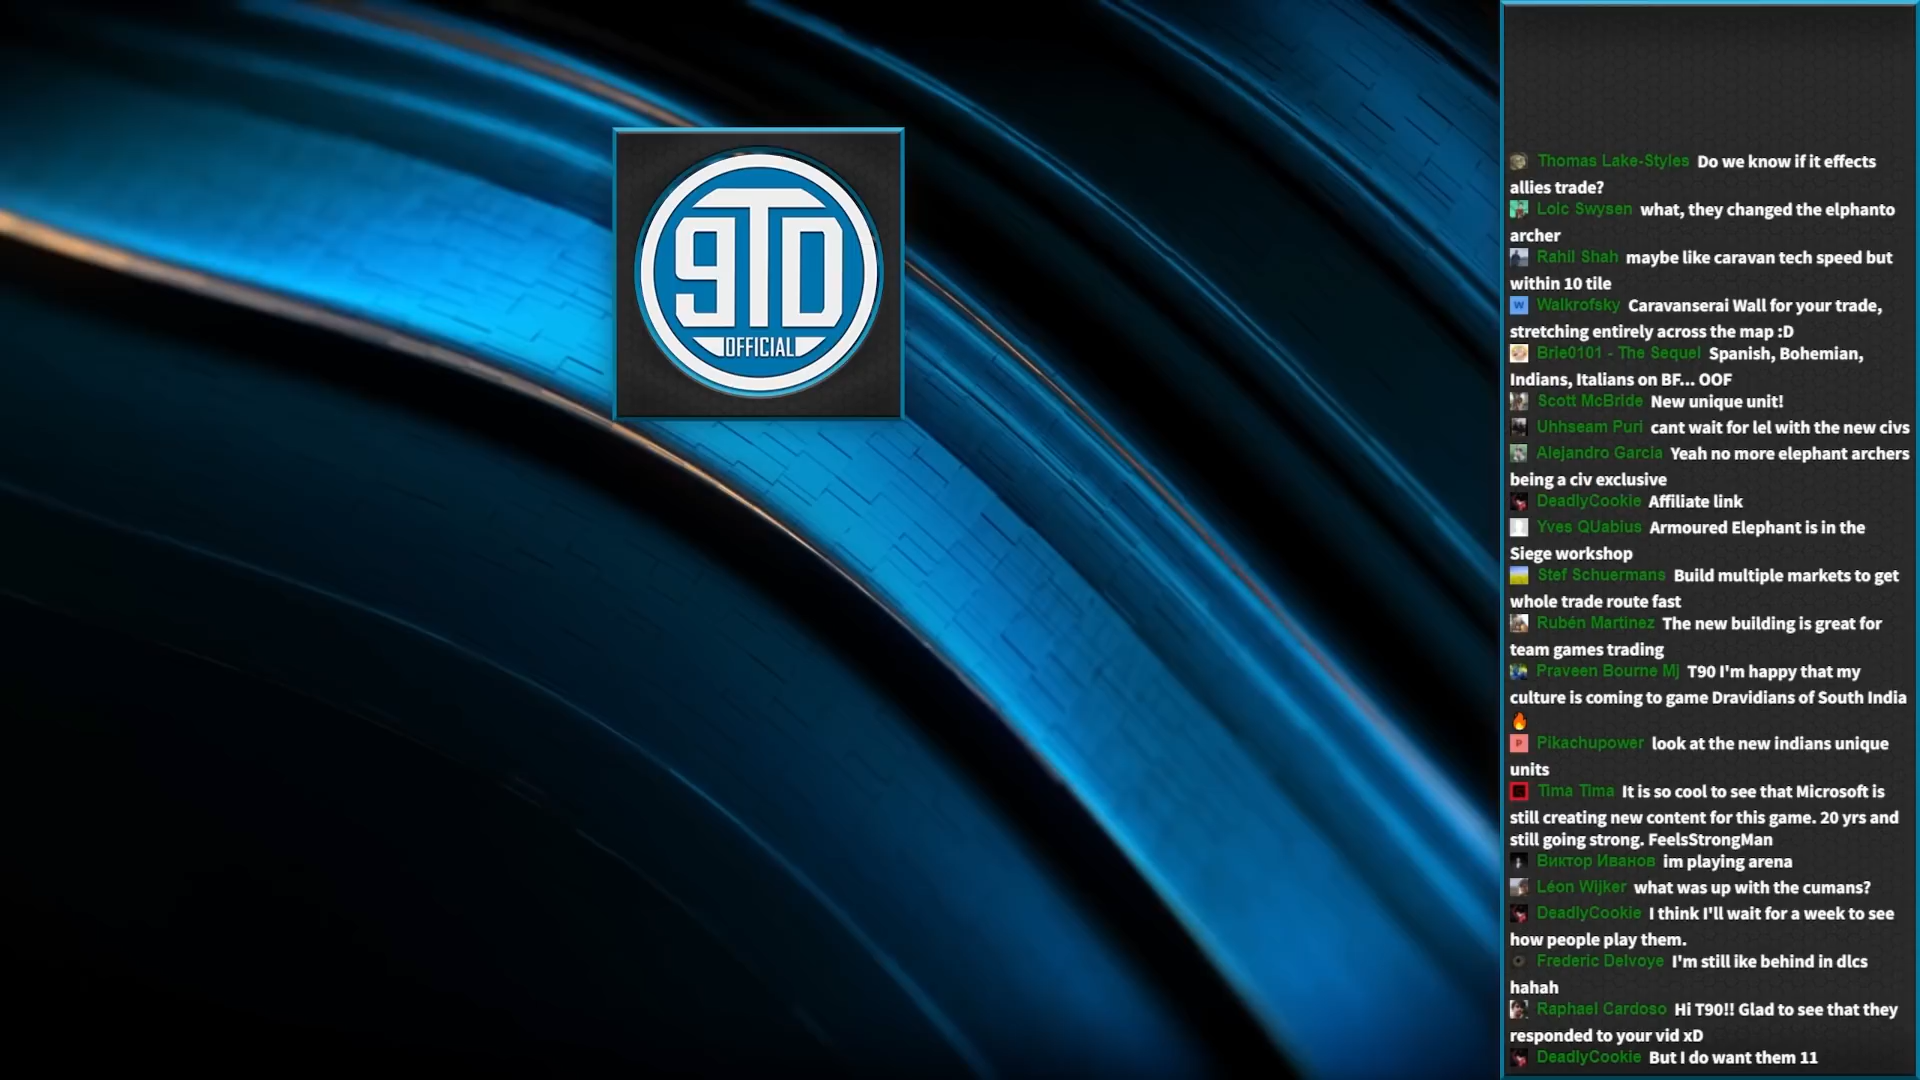 9TD
OFFICIAL
Thomas Lake-Styles Do we know if it effects
allies trade?
Loic Swysen what, they changed the elphanto
archer
Rahil Shah maybe like caravan tech speed but
within 10 tile
W Walkrofsky Caravanserai Wall for your trade,
stretching entirely across the map :D
Brie0101 - The Sequel Spanish, Bohemian,
Indians, Italians on BF... OOF
Scott McBride New unique unit!
Uhhseam Puri cant wait for lel with the new civs
Alejandro Garcia Yeah no more elephant archers
being a civ exclusive
DeadlyCookie Affiliate link
Yves QUabius Armoured Elephant is in the
Siege workshop
Stef Schuermans Build multiple markets to get
whole trade route fast
Rubén Martinez The new building is great for
team games trading
Praveen Bourne Mj T90 I'm happy that my
culture is coming to game Dravidians of South India
🔥
P Pikachupower look at the new indians unique
units
Tima Tima It is so cool to see that Microsoft is
still creating new content for this game. 20 yrs and
still going strong. FeelsStrongMan
Виктор Иванов im playing arena
Léon Wijker what was up with the cumans?
DeadlyCookie I think I'll wait for a week to see
how people play them.
Frederic Delvoye I'm still ike behind in dlcs
hahah
Raphael Cardoso Hi T90!! Glad to see that they
responded to your vid xD
DeadlyCookie But I do want them 11